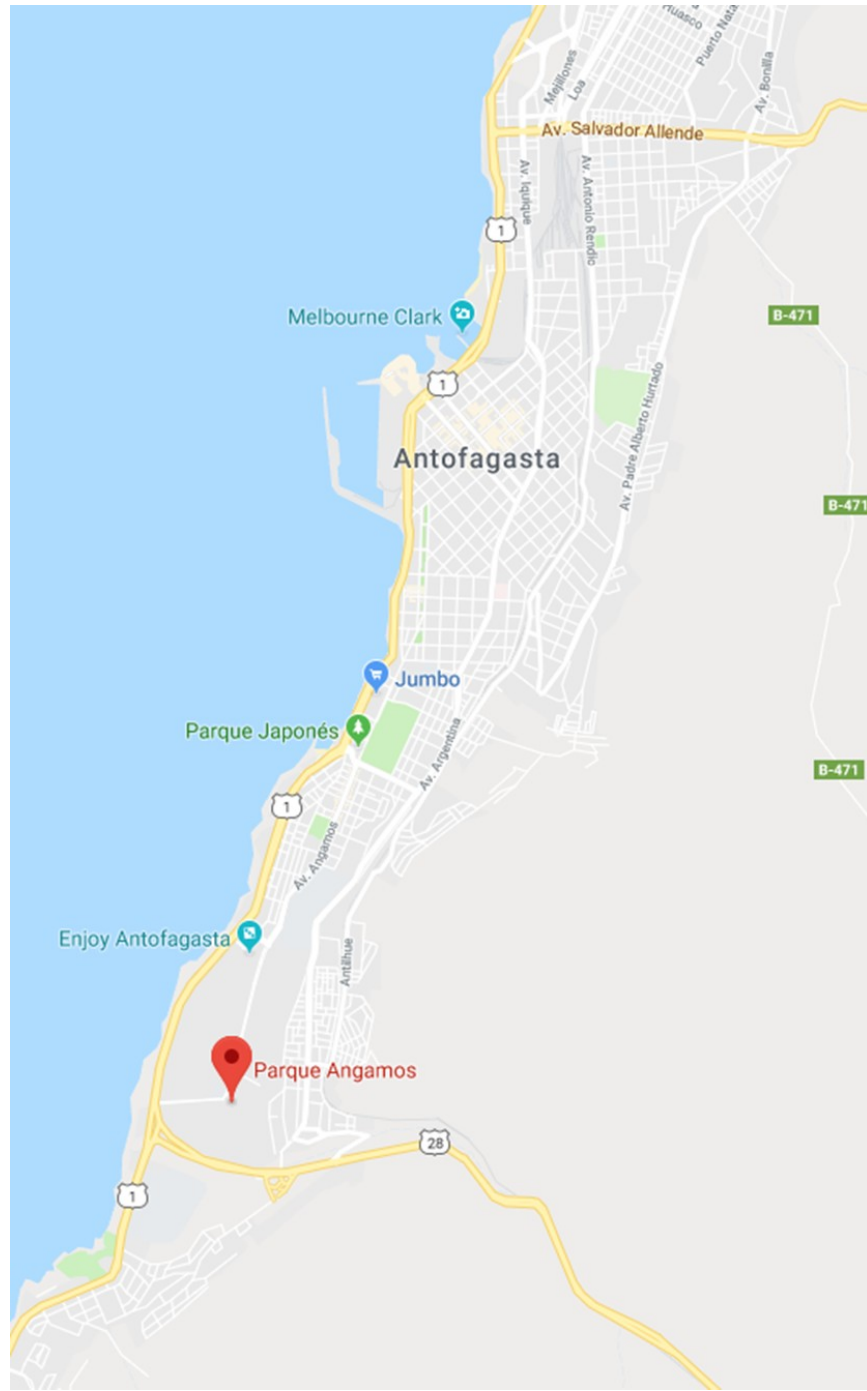 Huasco
Puerto Nata
Mejillones
Loa
Av. Bonilla
Av. Salvador Allende
Av. Iquique
Av. Antonio Rendic
1
Melbourne Clark
B-471
1
Av. Padre Alberto Hurtado
Antofagasta
B-471
Jumbo
Parque Japonés
Av. Argentina
B-471
1
Av. Angamos
Enjoy Antofagasta
Antilhue
Parque Angamos
28
1